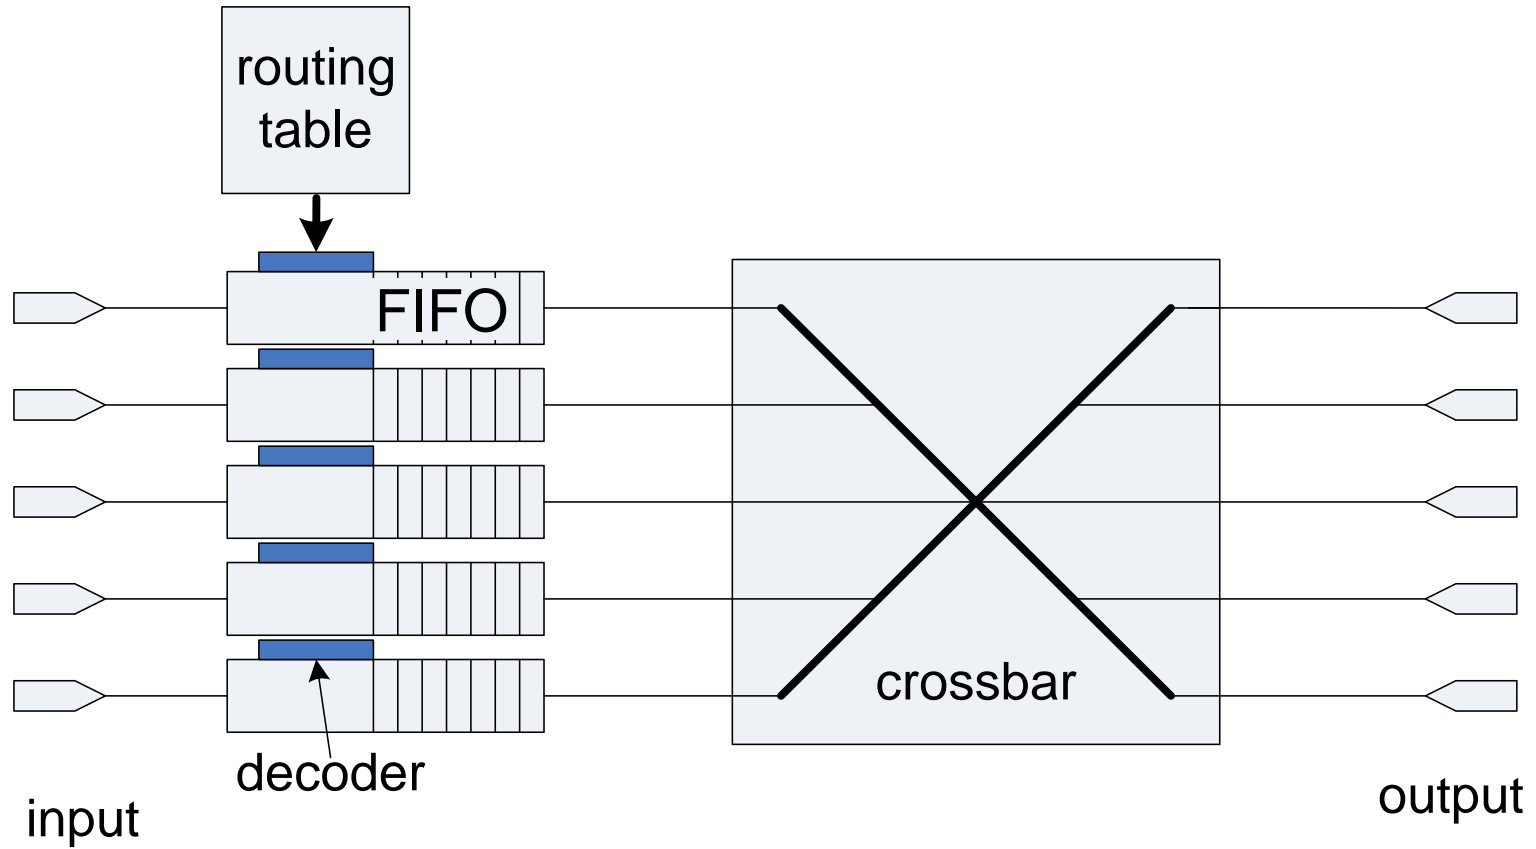 routing
table
FIFO
crossbar
decoder
input
output